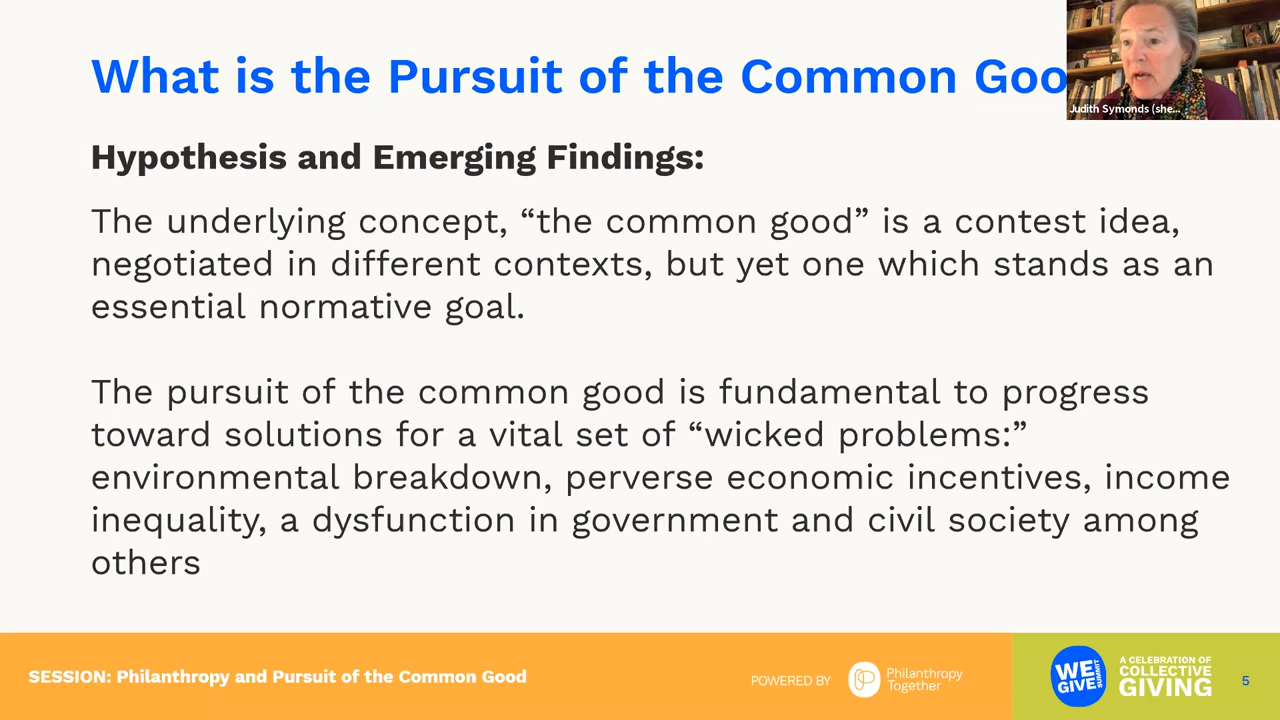 What is the Pursuit of the Common Goo
Judith Symonds (she...
Hypothesis and Emerging Findings:
The underlying concept, “the common good” is a contest idea,
negotiated in different contexts, but yet one which stands as an
essential normative goal.
The pursuit of the common good is fundamental to progress
toward solutions for a vital set of “wicked problems:”
environmental breakdown, perverse economic incentives, income
inequality, a dysfunction in government and civil society among
others
SESSION: Philanthropy and Pursuit of the Common Good
POWERED BY
Philanthropy
Together
WE
GIVE
SUMMIT
A CELEBRATION OF
COLLECTIVE
GIVING
5